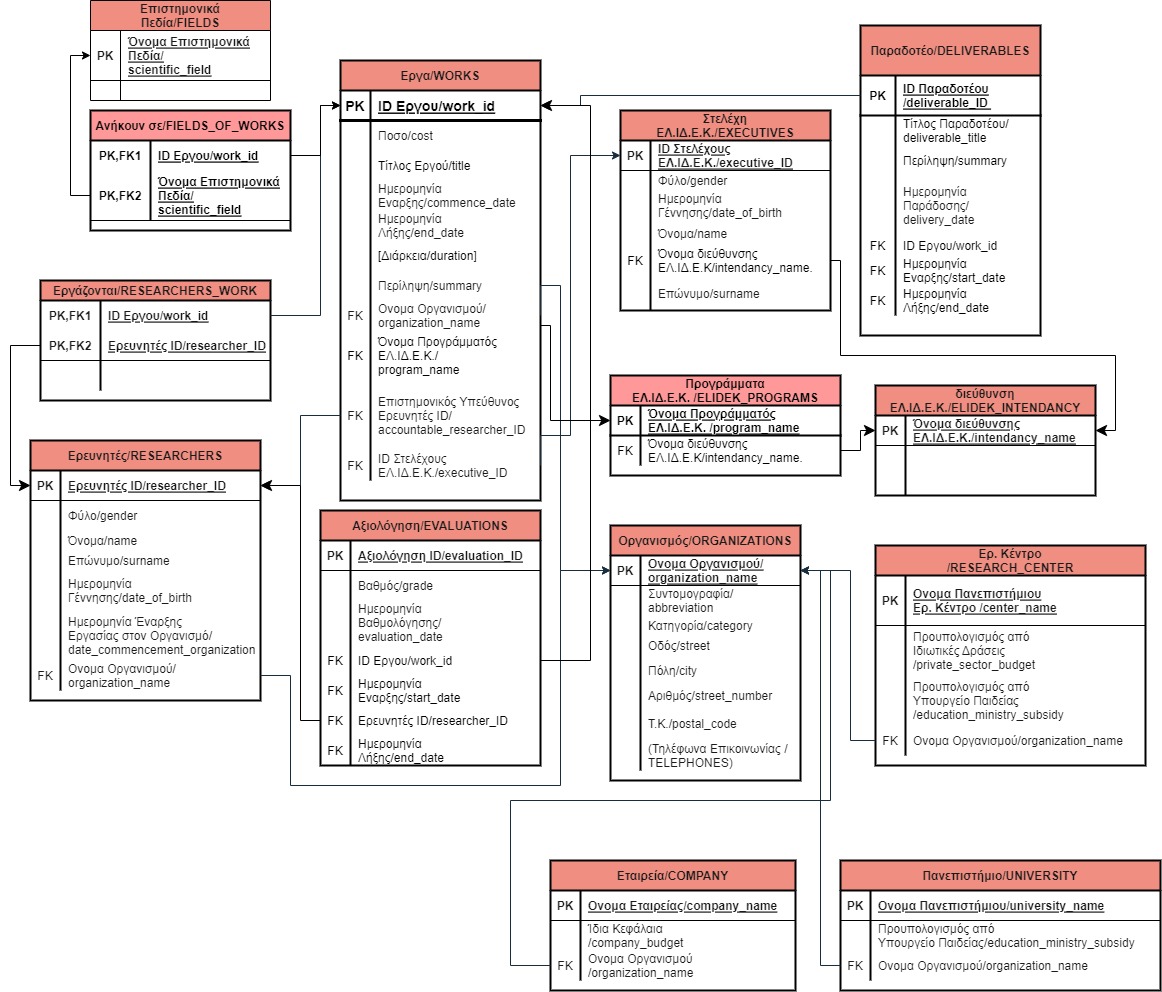 Επιστημονικά
Πεδία/FIELDS
PK
Όνομα Επιστημονικά
Πεδία/
scientific_field
Ανήκουν σε/FIELDS_OF_WORKS
PK,FK1
ID Εργου/work_id
PK,FK2
Όνομα Επιστημονικά
Πεδία/
scientific_field
Εργάζονται/RESEARCHERS_WORK
PK,FK1
ID Εργου/work_id
PK,FK2
Ερευνητές ID/researcher_ID
Ερευνητές/RESEARCHERS
PK
Ερευνητές ID/researcher_ID
Φύλο/gender
Όνομα/name
Επώνυμο/surname
Ημερομηνία
Γέννησης/date_of_birth
Ημερομηνία Έναρξης
Εργασίας στον Οργανισμό/
date_commencement_organization
FK
Ονομα Οργανισμού/
organization_name
Εργα/WORKS
PK
ID Εργου/work_id
Ποσο/cost
Τίτλος Εργού/title
Ημερομηνία
Εναρξης/commence_date
Ημερομηνία
Λήξης/end_date
[Διάρκεια/duration]
Περίληψη/summary
FK
Ονομα Οργανισμού/
organization_name
FK
Όνομα Προγράμματός
ΕΛ.ΙΔ.Ε.Κ./
program_name
FK
Επιστημονικός Υπεύθυνος
Ερευνητές ID/
accountable_researcher_ID
FK
ID Στελέχους
ΕΛ.ΙΔ.Ε.Κ./executive_ID
Αξιολόγηση/EVALUATIONS
PK
Αξιολόγηση ID/evaluation_ID
Βαθμός/grade
Ημερομηνία
Βαθμολόγησης/
evaluation_date
FK
ID Εργου/work_id
FK
Ημερομηνία
Εναρξης/start_date
FK
Ερευνητές ID/researcher_ID
FK
Ημερομηνία
Λήξης/end_date
Στελέχη
ΕΛ.ΙΔ.Ε.Κ./EXECUTIVES
PK
ID Στελέχους
ΕΛ.ΙΔ.Ε.Κ./executive_ID
Φύλο/gender
Ημερομηνία
Γέννησης/date_of_birth
Όνομα/name
FK
Όνομα διεύθυνσης
ΕΛ.ΙΔ.Ε.Κ/intendancy_name.
Επώνυμο/surname
Παραδοτέο/DELIVERABLES
PK
ID Παραδοτέου
/deliverable_ID
Τίτλος Παραδοτέου/
deliverable_title
Περίληψη/summary
Ημερομηνία
Παράδοσης/
delivery_date
FK
ID Εργου/work_id
FK
Ημερομηνία
Εναρξης/start_date
FK
Ημερομηνία
Λήξης/end_date
Προγράμματα
ΕΛ.ΙΔ.Ε.Κ. /ELIDEK_PROGRAMS
PK
Όνομα Προγράμματός
ΕΛ.ΙΔ.Ε.Κ. /program_name
FK
Όνομα διεύθυνσης
ΕΛ.ΙΔ.Ε.Κ/intendancy_name.
διεύθυνση
ΕΛ.ΙΔ.Ε.Κ./ELIDEK_INTENDANCY
PK
Όνομα διεύθυνσης
ΕΛ.ΙΔ.Ε.Κ./intendancy_name
Οργανισμός/ORGANIZATIONS
PK
Ονομα Οργανισμού/
organization_name
Συντομογραφία/
abbreviation
Κατηγορία/category
Οδός/street
Πόλη/city
Αριθμός/street_number
Τ.Κ./postal_code
(Τηλέφωνα Επικοινωνίας /
TELEPHONES)
Ερ. Κέντρο
/RESEARCH_CENTER
PK
Ονομα Πανεπιστήμιου
Ερ. Κέντρο /center_name
Προυπολογισμός από
Ιδιωτικές Δράσεις
/private_sector_budget
Προυπολογισμός από
Υπουργείο Παιδείας
/education_ministry_subsidy
FK
Ονομα Οργανισμού/organization_name
Εταιρεία/COMPANY
PK
Ονομα Εταιρείας/company_name
Ίδια Κεφάλαια
/company_budget
FK
Ονομα Οργανισμού
/organization_name
Πανεπιστήμιο/UNIVERSITY
PK
Ονομα Πανεπιστήμιου/university_name
Προυπολογισμός από
Υπουργείο Παιδείας/education_ministry_subsidy
FK
Ονομα Οργανισμού/organization_name